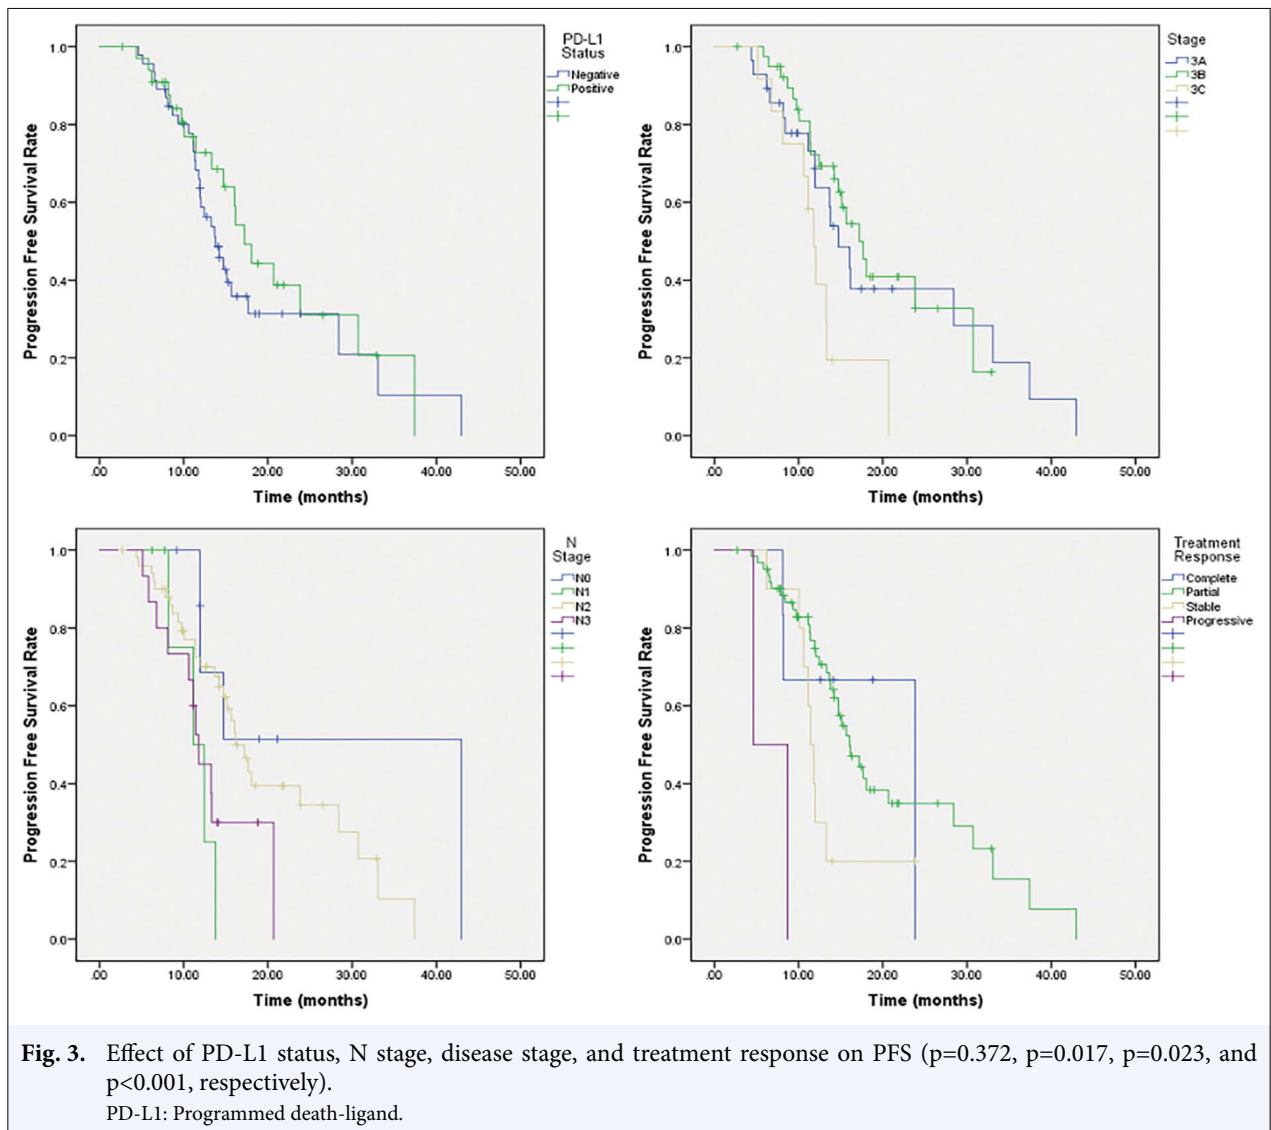 PD-L1
Status
Negative
Positive
1.0
0.8
0.6
0.4
0.2
0.0
Progression Free Survival Rate
.00 10.00 20.00 30.00 40.00 50.00
Time (months)
Stage
3A
3B
3C
1.0
0.8
0.6
0.4
0.2
0.0
Progression Free Survival Rate
.00 10.00 20.00 30.00 40.00 50.00
Time (months)
N
Stage
N0
N1
N2
N3
1.0
0.8
0.6
0.4
0.2
0.0
Progression Free Survival Rate
.00 10.00 20.00 30.00 40.00 50.00
Time (months)
Treatment
Response
Complete
Partial
Stable
Progressive
1.0
0.8
0.6
0.4
0.2
0.0
Progression Free Survival Rate
.00 10.00 20.00 30.00 40.00 50.00
Time (months)
Fig. 3. Effect of PD-L1 status, N stage, disease stage, and treatment response on PFS (p=0.372, p=0.017, p=0.023, and
p<0.001, respectively).
PD-L1: Programmed death-ligand.